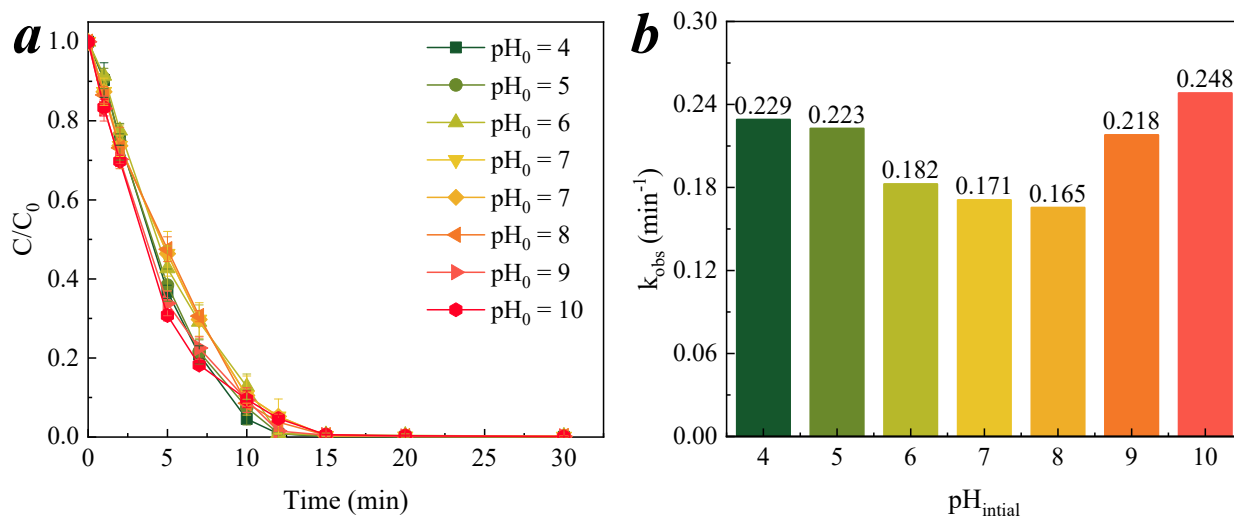 a
1.0
0.8
0.6
0.4
0.2
0.0
C/C₀
0
5
10
15
20
25
30
Time (min)
pH₀ = 4
pH₀ = 5
pH₀ = 6
pH₀ = 7
pH₀ = 7
pH₀ = 8
pH₀ = 9
pH₀ = 10
b
0.30
0.24
0.18
0.12
0.06
0.00
k_obs (min⁻¹)
0.229
0.223
0.182
0.171
0.165
0.218
0.248
4
5
6
7
8
9
10
pH_intial